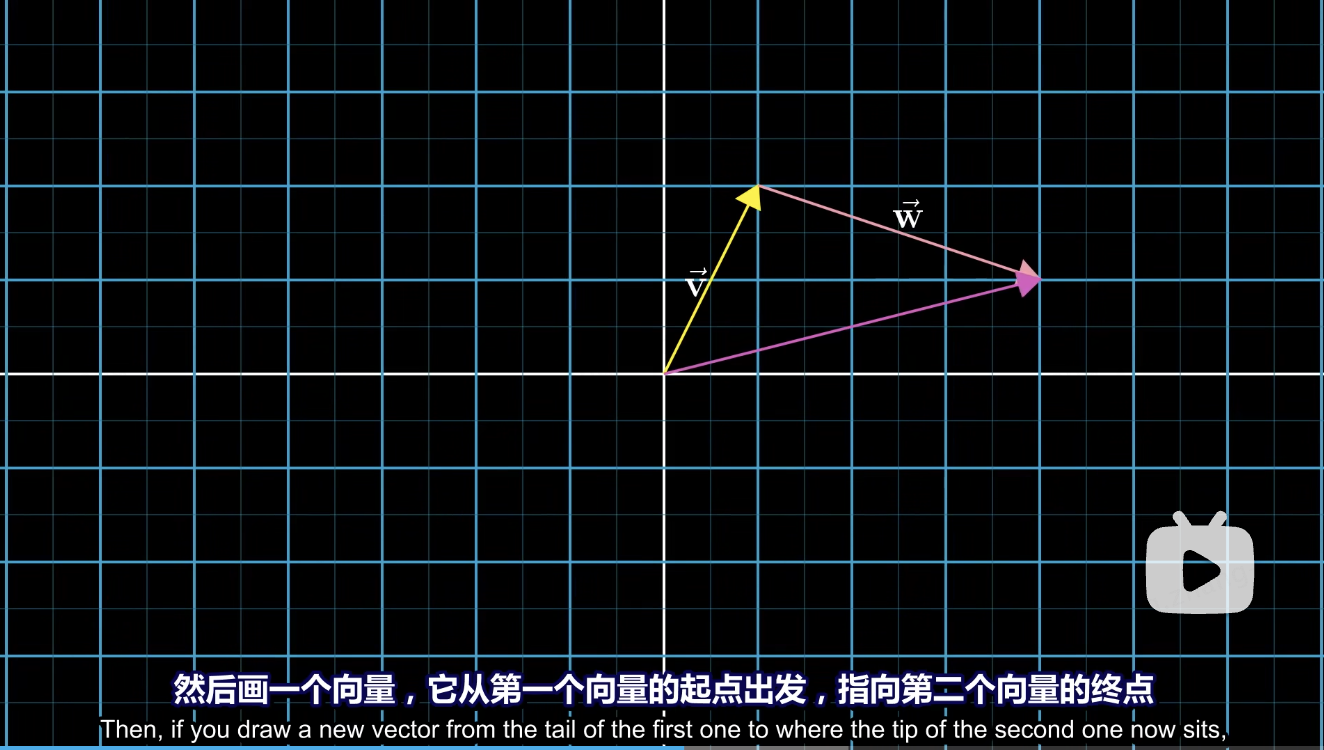 w⃗
v⃗
然后画一个向量，它从第一个向量的起点出发，指向第二个向量的终点
Then, if you draw a new vector from the tail of the first one to where the tip of the second one now sits,